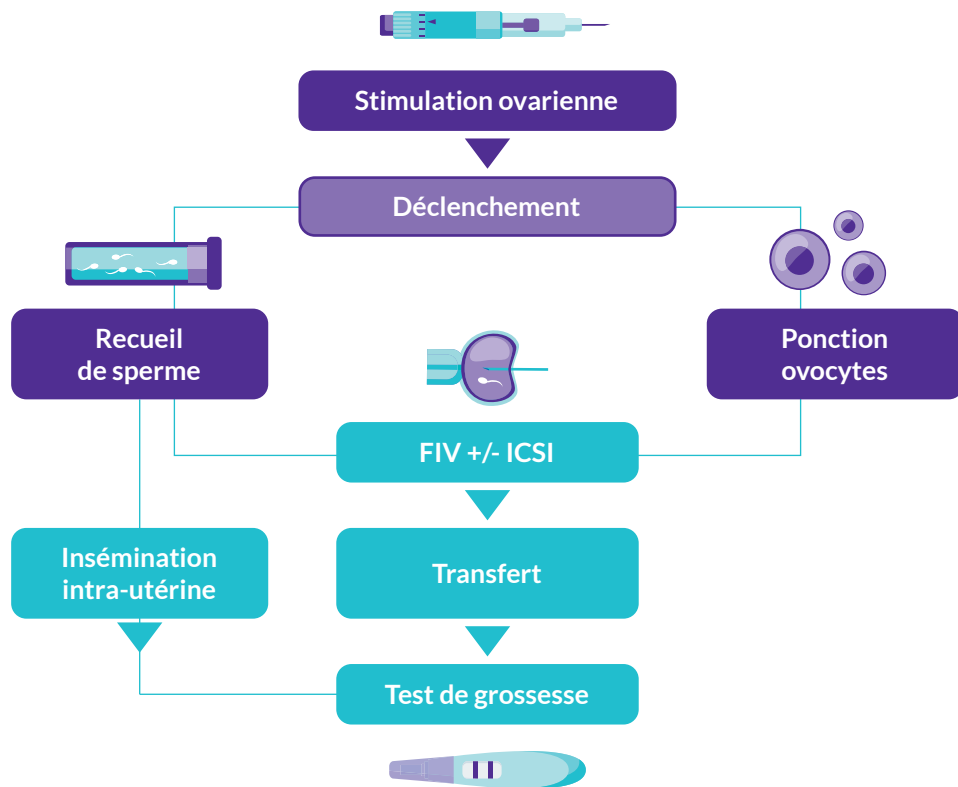 Stimulation ovarienne
Déclenchement
Recueil
de sperme
Ponction
ovocytes
FIV +/- ICSI
Insémination
intra-utérine
Transfert
Test de grossesse